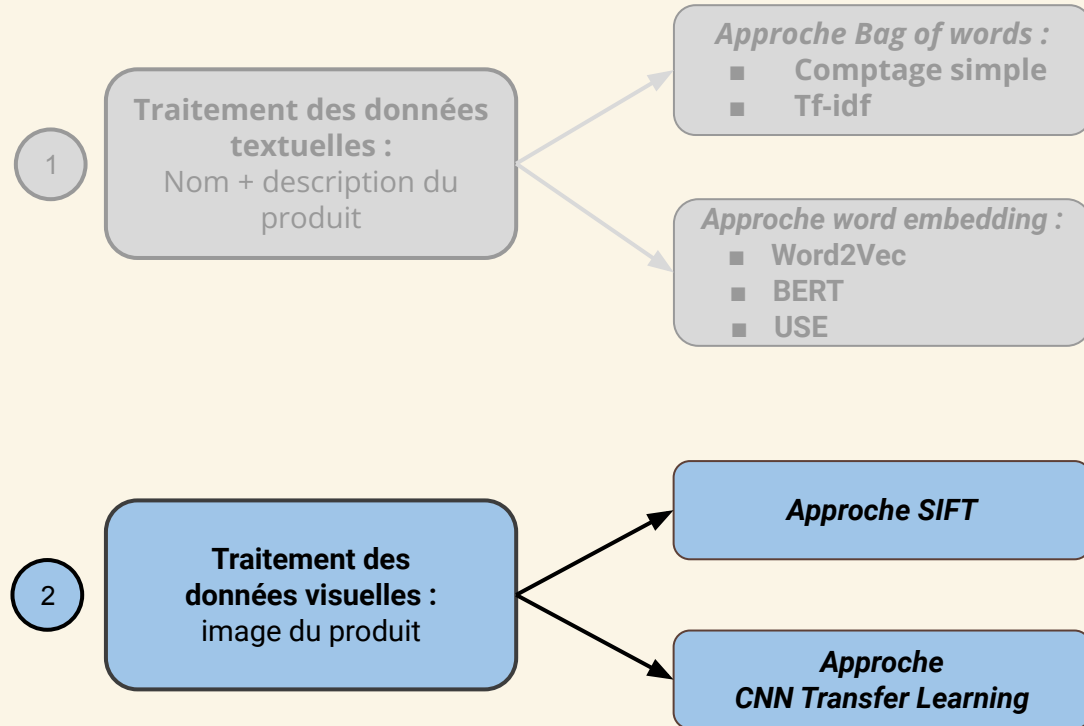 1
Traitement des données
textuelles :
Nom + description du
produit
Approche Bag of words :
■ Comptage simple
■ Tf-idf
Approche word embedding :
■ Word2Vec
■ BERT
■ USE
2
Traitement des
données visuelles :
image du produit
Approche SIFT
Approche
CNN Transfer Learning